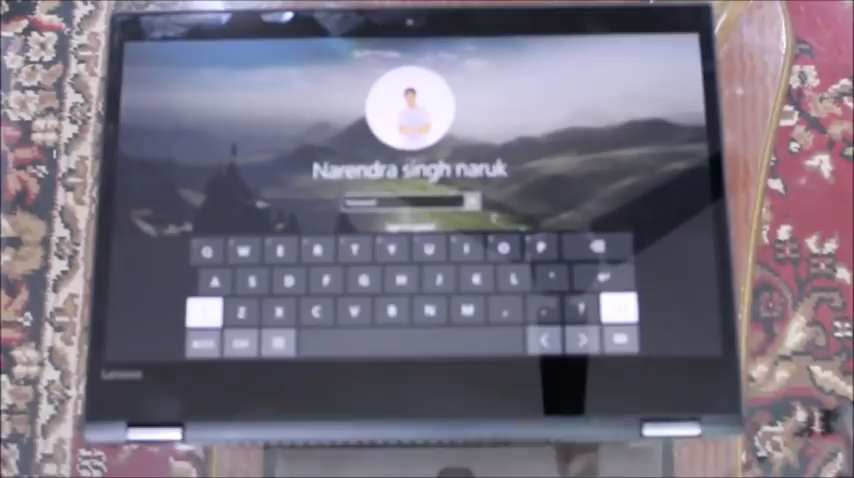 Narendra singh naruk
Q W E R T Y U I O P
A S D F G H J K L '
Z X C V B N M , . ?
< >
Lenovo